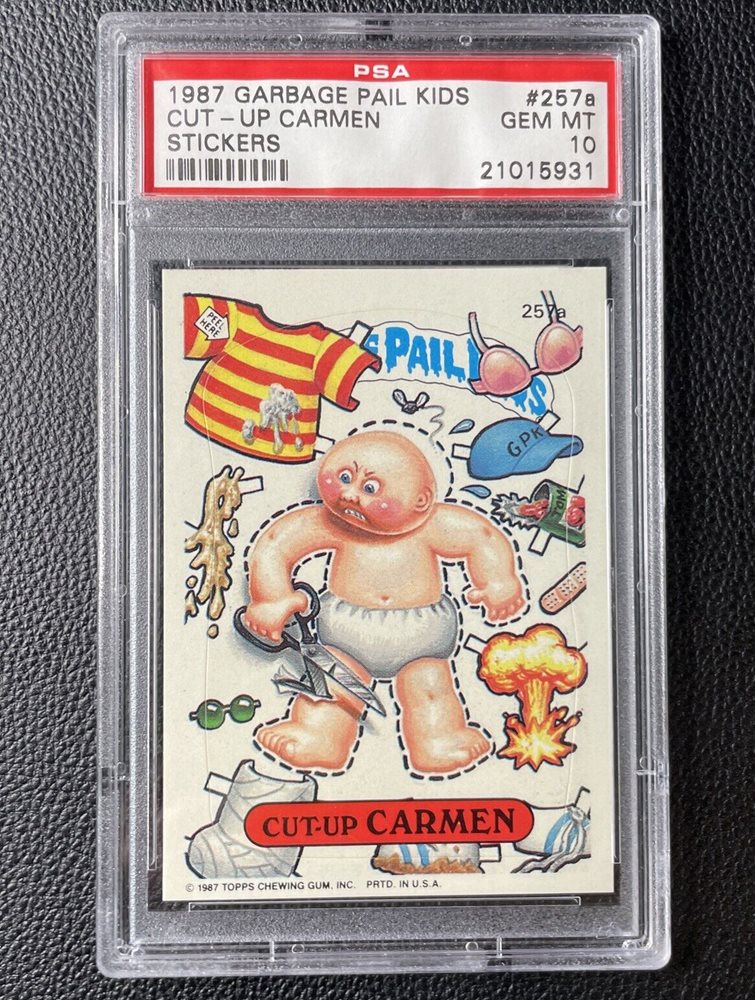 PSA
1987 GARBAGE PAIL KIDS #257a
CUT-UP CARMEN GEM MT
STICKERS 10
21015931
PEEL
HERE
257a
PAIL
GPK
TOM
CUT-UP CARMEN
© 1987 TOPPS CHEWING GUM, INC. PRTD. IN U.S.A.